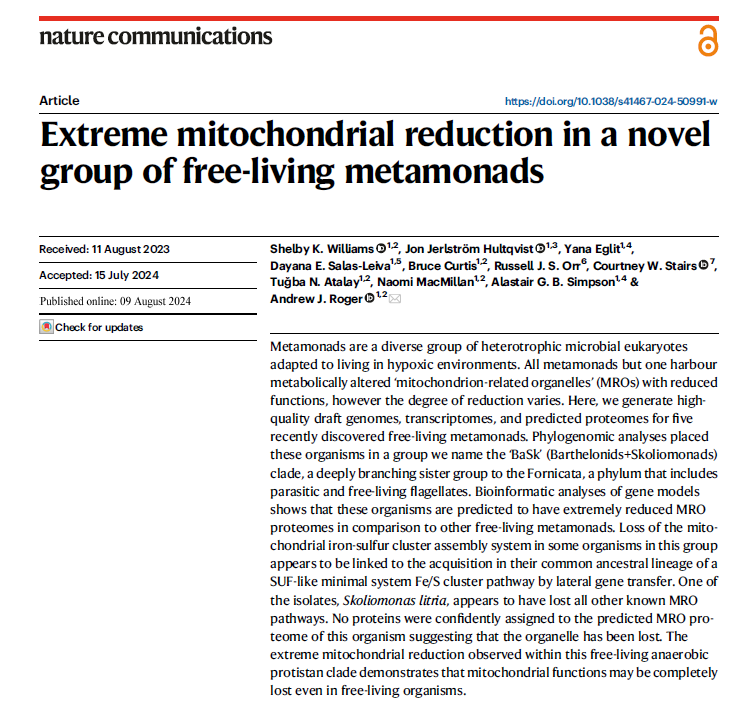 nature communications
Article
https://doi.org/10.1038/s41467-024-50991-w
Extreme mitochondrial reduction in a novel
group of free-living metamonads
Received: 11 August 2023
Accepted: 15 July 2024
Published online: 09 August 2024
Check for updates
Shelby K. Williams 1,2, Jon Jerlström Hultqvist 1,3, Yana Eglit1,4,
Dayana E. Salas-Leiva1,5, Bruce Curtis1,2, Russell J. S. Orr6, Courtney W. Stairs 7,
Tuğba N. Atalay1,2, Naomi MacMillan1,2, Alastair G. B. Simpson1,4 &
Andrew J. Roger 1,2
Metamonads are a diverse group of heterotrophic microbial eukaryotes
adapted to living in hypoxic environments. All metamonads but one harbour
metabolically altered ‘mitochondrion-related organelles’ (MROs) with reduced
functions, however the degree of reduction varies. Here, we generate high-
quality draft genomes, transcriptomes, and predicted proteomes for five
recently discovered free-living metamonads. Phylogenomic analyses placed
these organisms in a group we name the ‘BaSk’ (Barthelonids+Skoliomonads)
clade, a deeply branching sister group to the Fornicata, a phylum that includes
parasitic and free-living flagellates. Bioinformatic analyses of gene models
shows that these organisms are predicted to have extremely reduced MRO
proteomes in comparison to other free-living metamonads. Loss of the mito-
chondrial iron-sulfur cluster assembly system in some organisms in this group
appears to be linked to the acquisition in their common ancestral lineage of a
SUF-like minimal system Fe/S cluster pathway by lateral gene transfer. One of
the isolates, Skoliomonas litria, appears to have lost all other known MRO
pathways. No proteins were confidently assigned to the predicted MRO pro-
teome of this organism suggesting that the organelle has been lost. The
extreme mitochondrial reduction observed within this free-living anaerobic
protistan clade demonstrates that mitochondrial functions may be completely
lost even in free-living organisms.